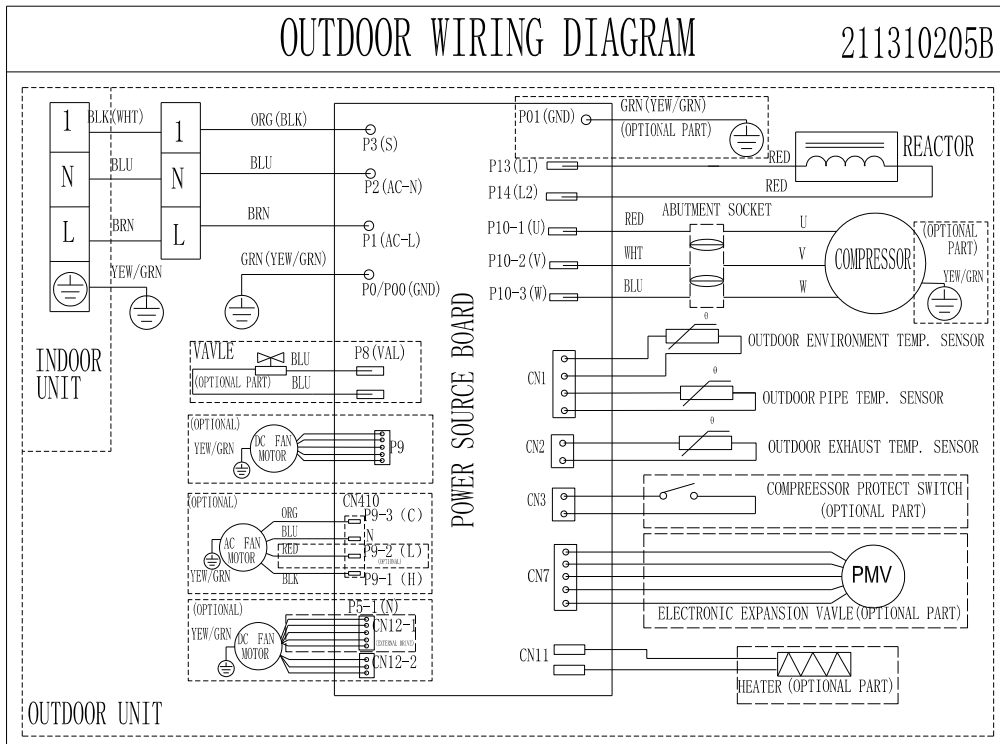 OUTDOOR WIRING DIAGRAM
211310205B
1
BLK(WHT)
1
ORG(BLK)
P3(S)
N
BLU
N
BLU
P2(AC-N)
L
BRN
L
BRN
P1(AC-L)
YEW/GRN
GRN(YEW/GRN)
P0/P00(GND)
INDOOR
UNIT
VAVLE
BLU
P8(VAL)
(OPTIONAL PART)
BLU
(OPTIONAL)
YEW/GRN
DC FAN
MOTOR
P9
(OPTIONAL)
CN410
ORG
P9-3 (C)
BLU
N
AC FAN
MOTOR
RED
P9-2 (L)
(OPTIONAL)
YEW/GRN
BLK
P9-1 (H)
(OPTIONAL)
P5-1(N)
YEW/GRN
DC FAN
MOTOR
CN12-1
(EXTERNAL DRIVE)
CN12-2
OUTDOOR UNIT
POWER SOURCE BOARD
P01(GND)
GRN(YEW/GRN)
(OPTIONAL PART)
P13(L1)
RED
REACTOR
P14(L2)
RED
ABUTMENT SOCKET
P10-1(U)
RED
U
P10-2(V)
WHT
V
P10-3(W)
BLU
W
COMPRESSOR
(OPTIONAL
PART)
YEW/GRN
θ
OUTDOOR ENVIRONMENT TEMP. SENSOR
CN1
θ
OUTDOOR PIPE TEMP. SENSOR
θ
CN2
OUTDOOR EXHAUST TEMP. SENSOR
CN3
COMPREESSOR PROTECT SWITCH
(OPTIONAL PART)
CN7
PMV
ELECTRONIC EXPANSION VAVLE(OPTIONAL PART)
CN11
HEATER(OPTIONAL PART)